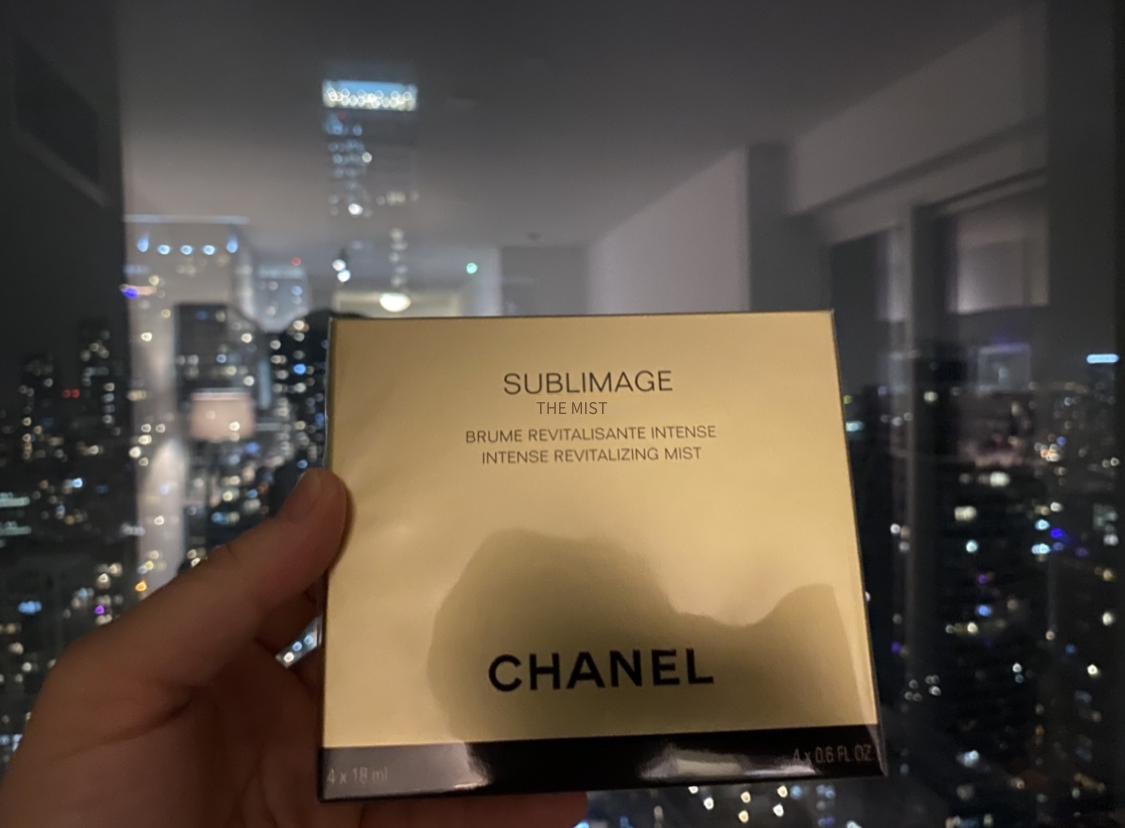 SUBLIMAGE
THE MIST
BRUME REVITALISANTE INTENSE
INTENSE REVITALIZING MIST
CHANEL
4 x 18 ml
4 x 0.6 FL. OZ.